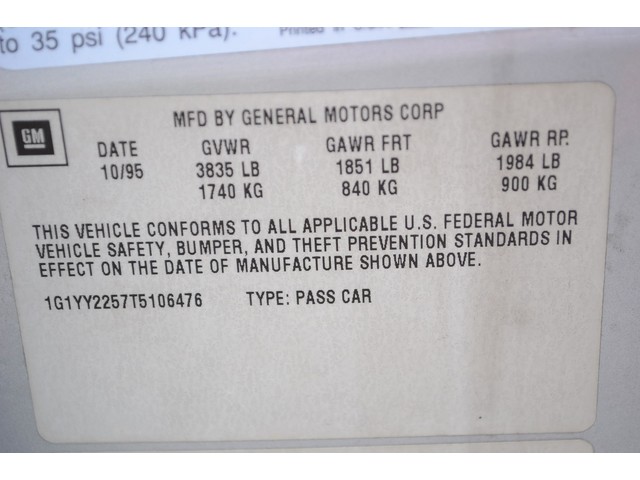 to 35 psi (240 kPa).
Printed in
GM
MFD BY GENERAL MOTORS CORP
DATE GVWR GAWR FRT GAWR RR.
10/95 3835 LB 1851 LB 1984 LB
1740 KG 840 KG 900 KG
THIS VEHICLE CONFORMS TO ALL APPLICABLE U.S. FEDERAL MOTOR
VEHICLE SAFETY, BUMPER, AND THEFT PREVENTION STANDARDS IN
EFFECT ON THE DATE OF MANUFACTURE SHOWN ABOVE.
1G1YY2257T5106476 TYPE: PASS CAR